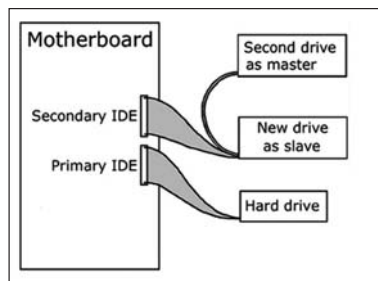 Motherboard
Second drive
as master
Secondary IDE
New drive
as slave
Primary IDE
Hard drive